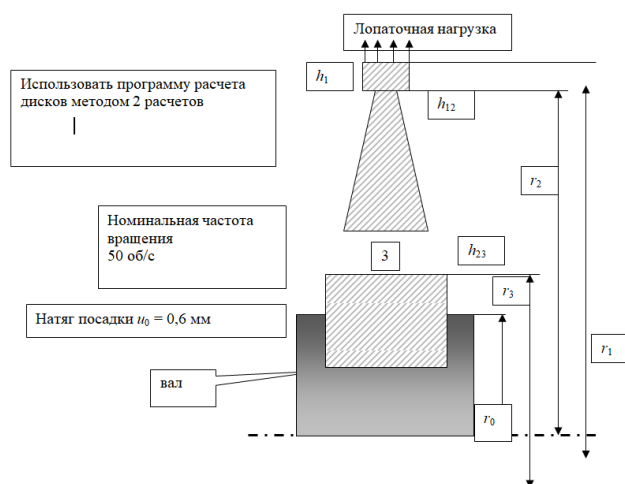 Лопаточная нагрузка
Использовать программу расчета
дисков методом 2 расчетов
h₁
h₁₂
r₂
Номинальная частота
вращения
50 об/с
3
h₂₃
r₃
Натяг посадки u₀ = 0,6 мм
r₁
вал
r₀